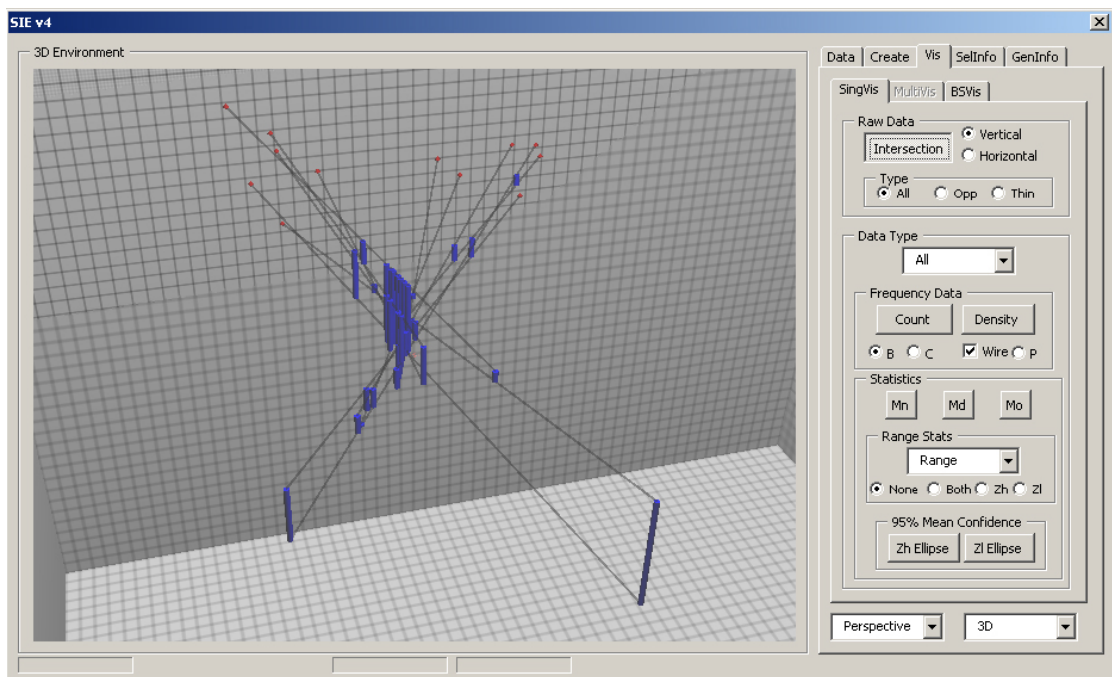 SIE v4
3D Environment
Data Create Vis SelInfo GenInfo
SingVis MultiVis BSVis
Raw Data
Intersection
Vertical
Horizontal
Type
All Opp Thin
Data Type
All
Frequency Data
Count Density
B C Wire P
Statistics
Mn Md Mo
Range Stats
Range
None Both Zh Zl
95% Mean Confidence
Zh Ellipse Zl Ellipse
Perspective 3D